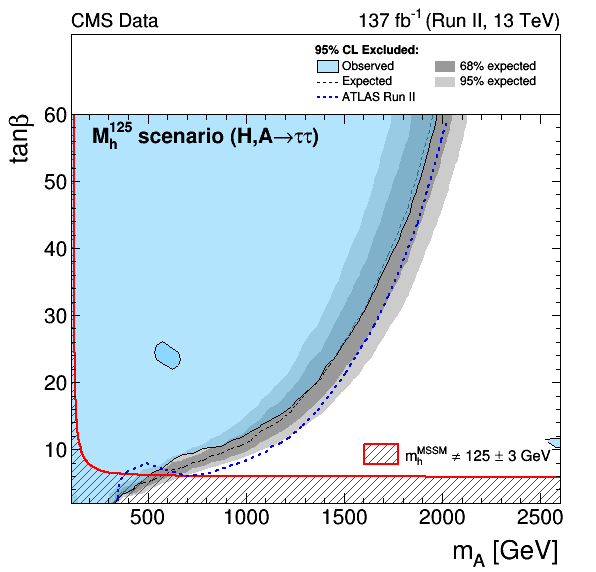 CMS Data 137 fb⁻¹ (Run II, 13 TeV)
95% CL Excluded:
Observed 68% expected
Expected 95% expected
ATLAS Run II
M_h^125 scenario (H,A→ττ)
tanβ
60
50
40
30
20
10
m_h^MSSM ≠ 125 ± 3 GeV
500 1000 1500 2000 2500
m_A [GeV]